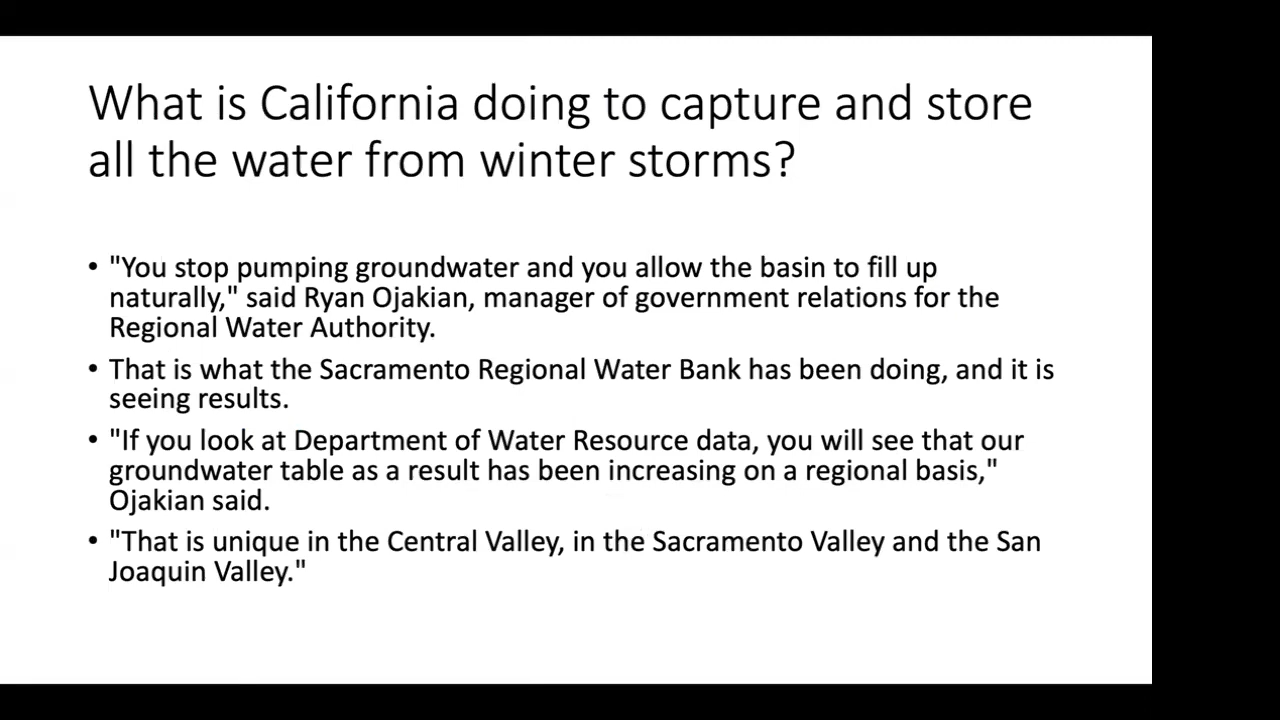 What is California doing to capture and store
all the water from winter storms?
• "You stop pumping groundwater and you allow the basin to fill up
naturally," said Ryan Ojakian, manager of government relations for the
Regional Water Authority.
• That is what the Sacramento Regional Water Bank has been doing, and it is
seeing results.
• "If you look at Department of Water Resource data, you will see that our
groundwater table as a result has been increasing on a regional basis,"
Ojakian said.
• "That is unique in the Central Valley, in the Sacramento Valley and the San
Joaquin Valley."